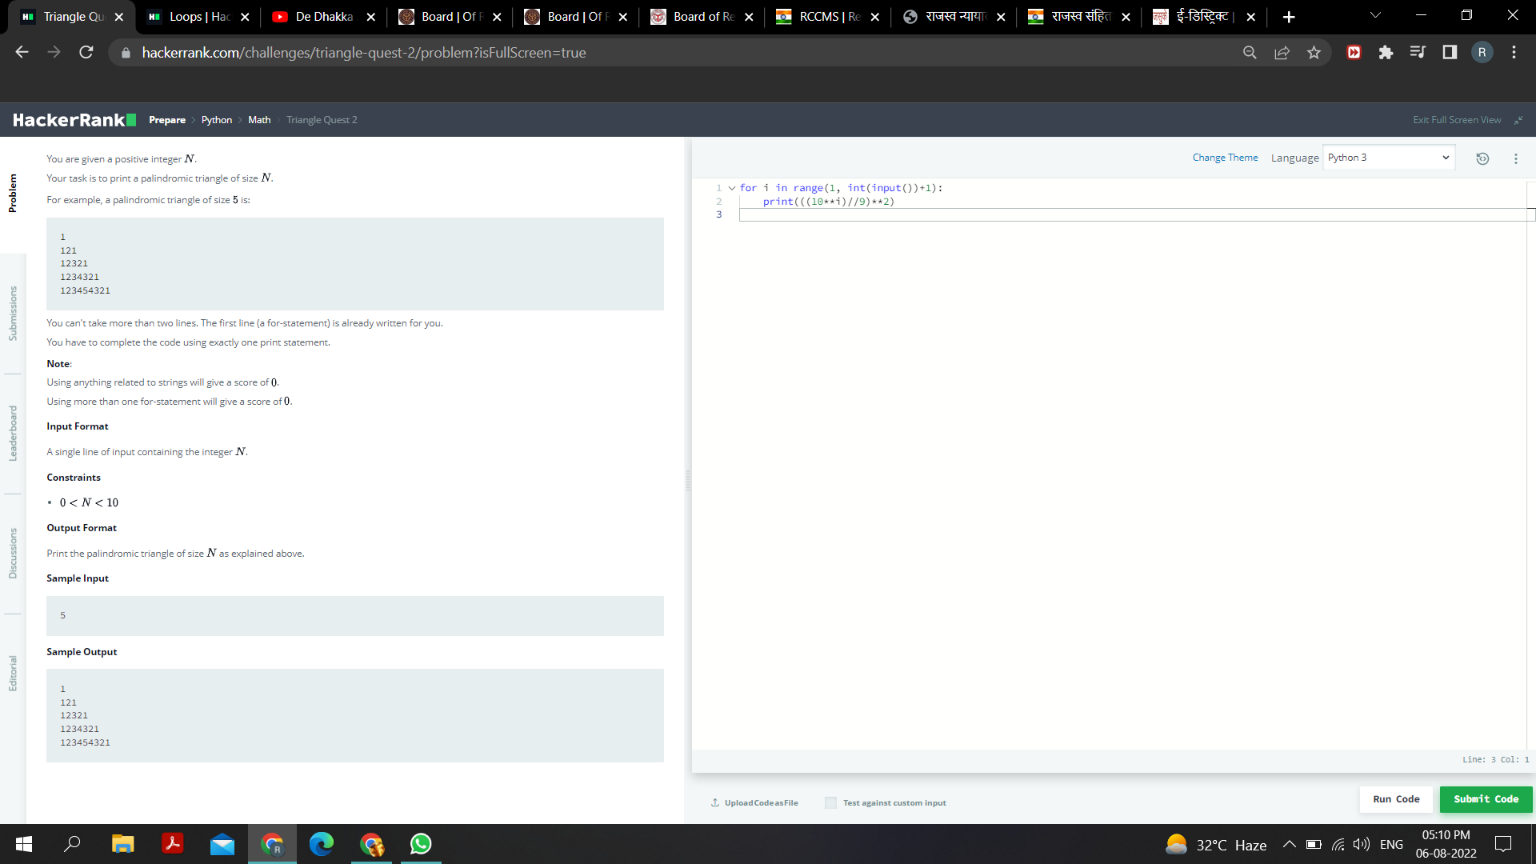 Triangle Qu
Loops | Hac
De Dhakka
Board | Of F
Board | Of F
Board of Re
RCCMS | Re
राजस्व न्याया
राजस्व संहित
ई-डिस्ट्रिक्ट |
hackerrank.com/challenges/triangle-quest-2/problem?isFullScreen=true
R
HackerRank
Prepare > Python > Math > Triangle Quest 2
Exit Full Screen View
Problem
Submissions
Leaderboard
Discussions
Editorial
You are given a positive integer N.
Your task is to print a palindromic triangle of size N.
For example, a palindromic triangle of size 5 is:
1
121
12321
1234321
123454321
You can't take more than two lines. The first line (a for-statement) is already written for you.
You have to complete the code using exactly one print statement.
Note:
Using anything related to strings will give a score of 0.
Using more than one for-statement will give a score of 0.
Input Format
A single line of input containing the integer N.
Constraints
• 0 < N < 10
Output Format
Print the palindromic triangle of size N as explained above.
Sample Input
5
Sample Output
1
121
12321
1234321
123454321
Change Theme Language Python 3
1 for i in range(1, int(input())+1):
2 print(((10**i)//9)**2)
3
Line: 3 Col: 1
Upload Code as File
Test against custom input
Run Code
Submit Code
32°C Haze
ENG
05:10 PM
06-08-2022